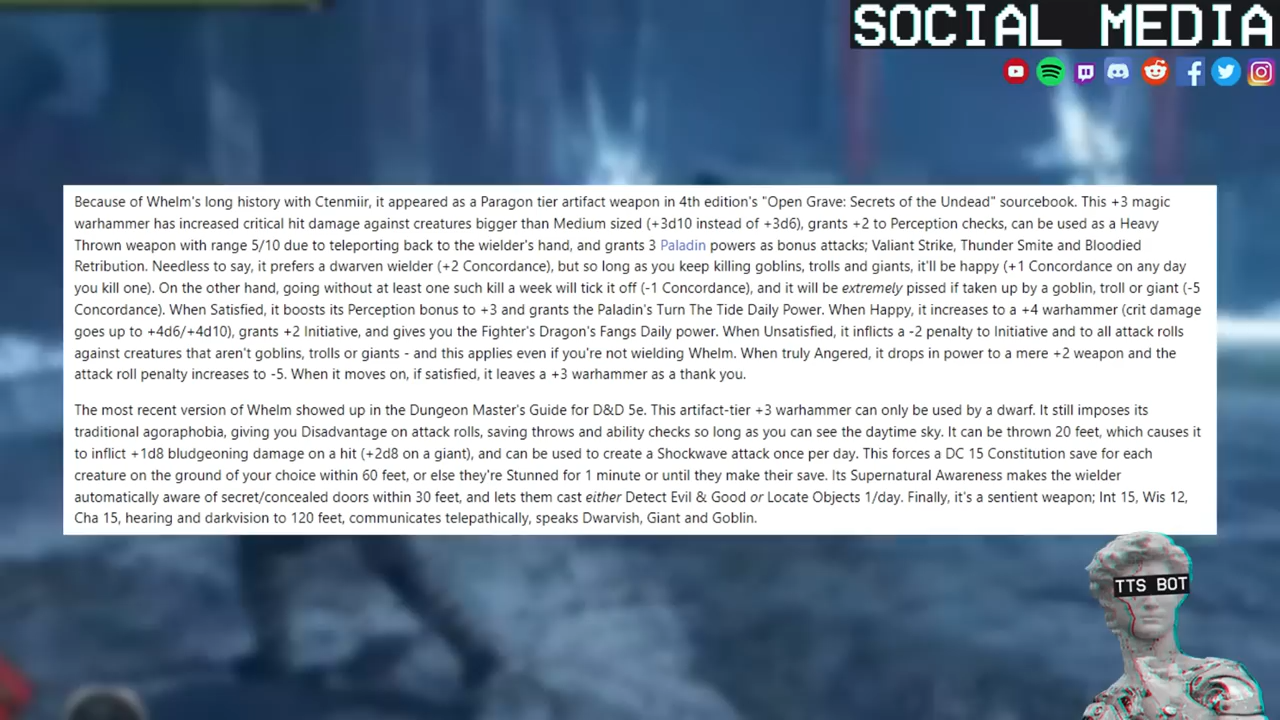 SOCIAL MEDIA
Because of Whelm's long history with Ctenmiir, it appeared as a Paragon tier artifact weapon in 4th edition's "Open Grave: Secrets of the Undead" sourcebook. This +3 magic
warhammer has increased critical hit damage against creatures bigger than Medium sized (+3d10 instead of +3d6), grants +2 to Perception checks, can be used as a Heavy
Thrown weapon with range 5/10 due to teleporting back to the wielder's hand, and grants 3 Paladin powers as bonus attacks; Valiant Strike, Thunder Smite and Bloodied
Retribution. Needless to say, it prefers a dwarven wielder (+2 Concordance), but so long as you keep killing goblins, trolls and giants, it'll be happy (+1 Concordance on any day
you kill one). On the other hand, going without at least one such kill a week will tick it off (-1 Concordance), and it will be extremely pissed if taken up by a goblin, troll or giant (-5
Concordance). When Satisfied, it boosts its Perception bonus to +3 and grants the Paladin's Turn The Tide Daily Power. When Happy, it increases to a +4 warhammer (crit damage
goes up to +4d6/+4d10), grants +2 Initiative, and gives you the Fighter's Dragon's Fangs Daily power. When Unsatisfied, it inflicts a -2 penalty to Initiative and to all attack rolls
against creatures that aren't goblins, trolls or giants - and this applies even if you're not wielding Whelm. When truly Angered, it drops in power to a mere +2 weapon and the
attack roll penalty increases to -5. When it moves on, if satisfied, it leaves a +3 warhammer as a thank you.
The most recent version of Whelm showed up in the Dungeon Master's Guide for D&D 5e. This artifact-tier +3 warhammer can only be used by a dwarf. It still imposes its
traditional agoraphobia, giving you Disadvantage on attack rolls, saving throws and ability checks so long as you can see the daytime sky. It can be thrown 20 feet, which causes it
to inflict +1d8 bludgeoning damage on a hit (+2d8 on a giant), and can be used to create a Shockwave attack once per day. This forces a DC 15 Constitution save for each
creature on the ground of your choice within 60 feet, or else they're Stunned for 1 minute or until they make their save. Its Supernatural Awareness makes the wielder
automatically aware of secret/concealed doors within 30 feet, and lets them cast either Detect Evil & Good or Locate Objects 1/day. Finally, it's a sentient weapon; Int 15, Wis 12,
Cha 15, hearing and darkvision to 120 feet, communicates telepathically, speaks Dwarvish, Giant and Goblin.
TTS BOT